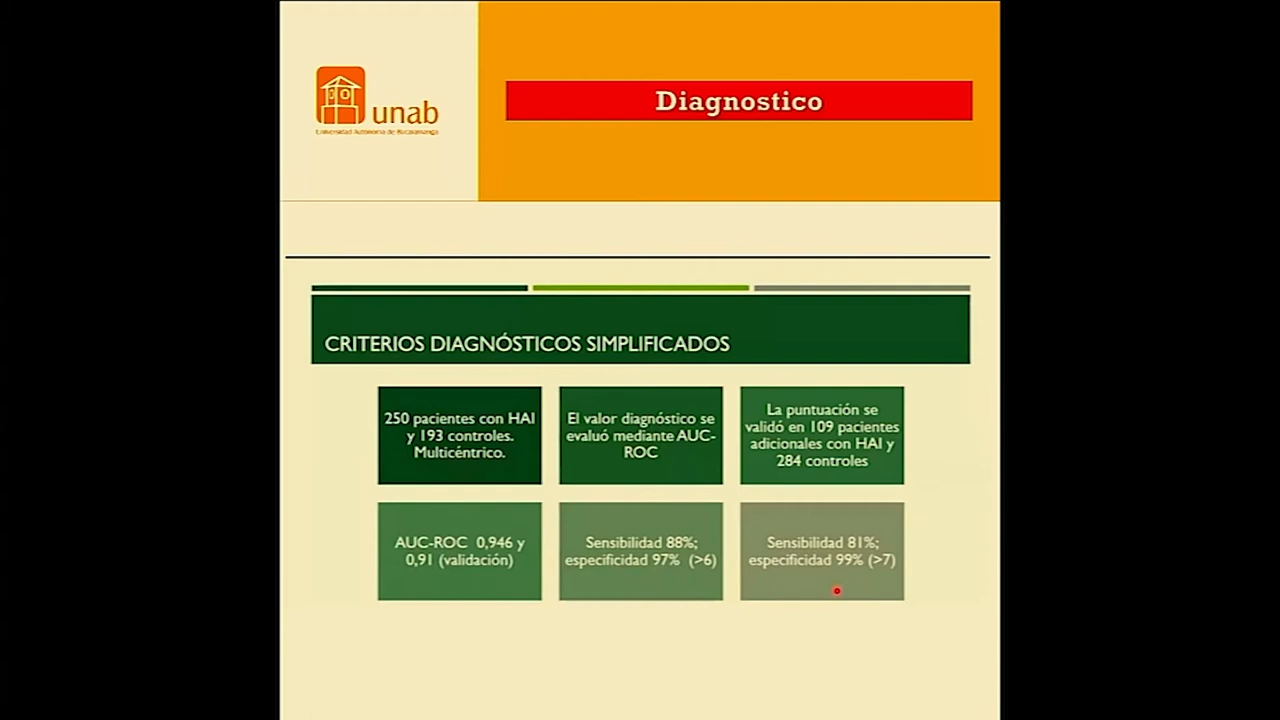 unab
Universidad Autónoma de Bucaramanga
Diagnostico
CRITERIOS DIAGNÓSTICOS SIMPLIFICADOS
250 pacientes con HAI
y 193 controles.
Multicéntrico.
El valor diagnóstico se
evaluó mediante AUC-
ROC
La puntuación se
validó en 109 pacientes
adicionales con HAI y
284 controles
AUC-ROC 0,946 y
0,91 (validación)
Sensibilidad 88%;
especificidad 97% (>6)
Sensibilidad 81%;
especificidad 99% (>7)